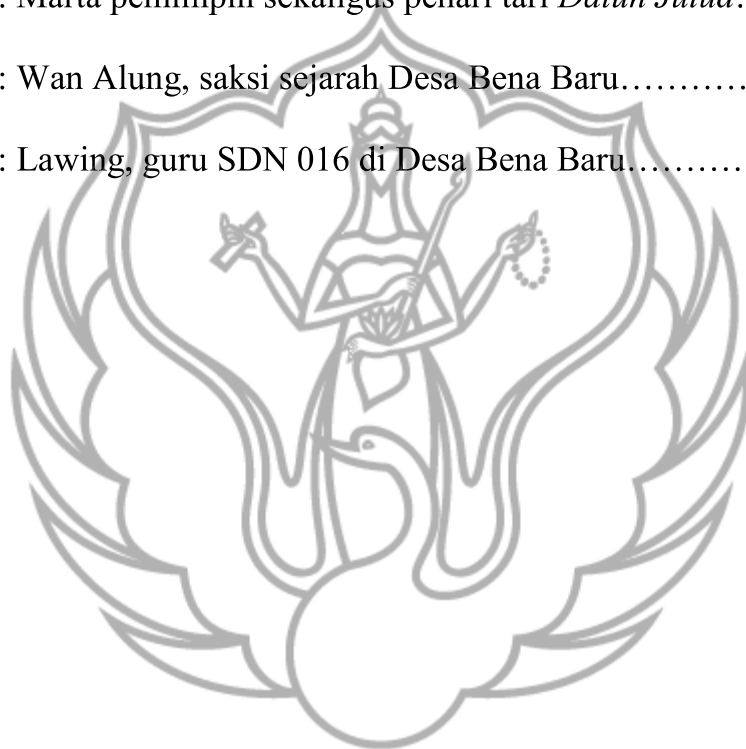 : Marta pemimpin sekaligus penari tari Datun Julud.
: Wan Alung, saksi sejarah Desa Bena Baru…………
: Lawing, guru SDN 016 di Desa Bena Baru…………